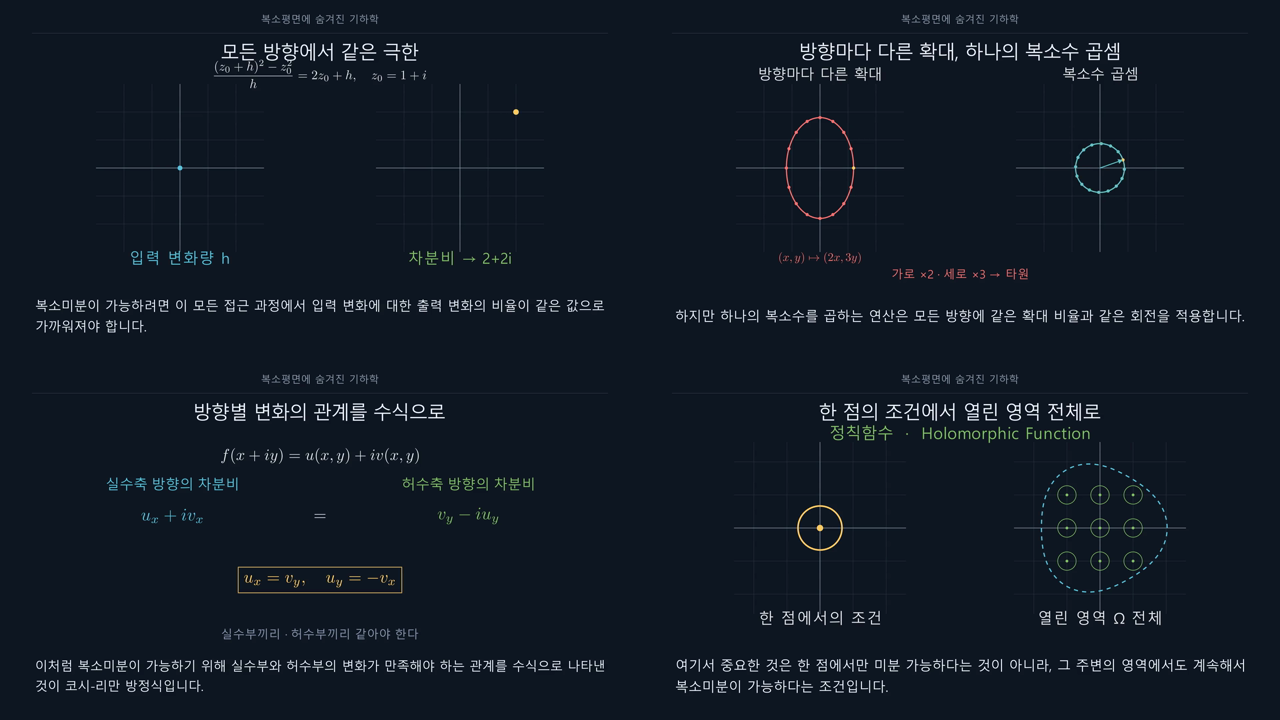 복소평면에 숨겨진 기하학
모든 방향에서 같은 극한
\frac{(z_0 + h)^2 - z_0^2}{h} = 2z_0 + h, z_0 = 1 + i
입력 변화량 h
차분비 → 2+2i
복소미분이 가능하려면 이 모든 접근 과정에서 입력 변화에 대한 출력 변화의 비율이 같은 값으로
가까워져야 합니다.
복소평면에 숨겨진 기하학
방향마다 다른 확대, 하나의 복소수 곱셈
방향마다 다른 확대
복소수 곱셈
(x, y) ↦ (2x, 3y)
가로 ×2 · 세로 ×3 → 타원
하지만 하나의 복소수를 곱하는 연산은 모든 방향에 같은 확대 비율과 같은 회전을 적용합니다.
복소평면에 숨겨진 기하학
방향별 변화의 관계를 수식으로
f(x + iy) = u(x, y) + iv(x, y)
실수축 방향의 차분비
허수축 방향의 차분비
u_x + iv_x = v_y − iu_y
u_x = v_y, u_y = −v_x
실수부끼리 · 허수부끼리 같아야 한다
이처럼 복소미분이 가능하기 위해 실수부와 허수부의 변화가 만족해야 하는 관계를 수식으로 나타낸
것이 코시-리만 방정식입니다.
복소평면에 숨겨진 기하학
한 점의 조건에서 열린 영역 전체로
정칙함수 · Holomorphic Function
한 점에서의 조건
열린 영역 Ω 전체
여기서 중요한 것은 한 점에서만 미분 가능하다는 것이 아니라, 그 주변의 영역에서도 계속해서
복소미분이 가능하다는 조건입니다.